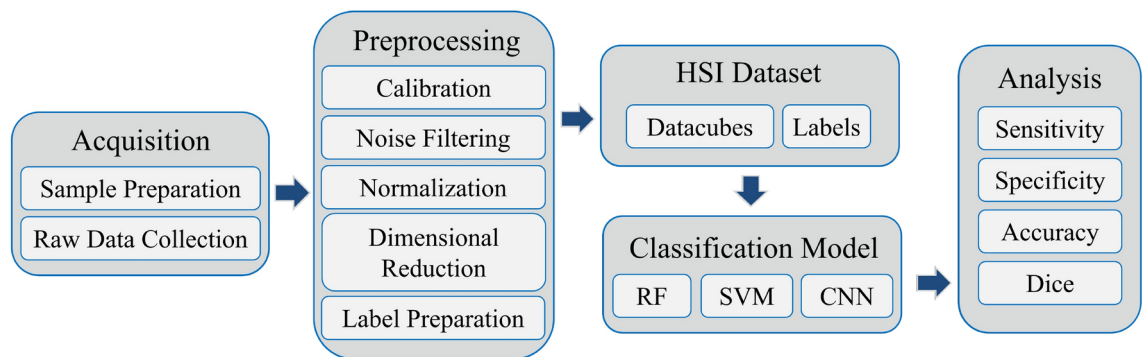 Acquisition
Sample Preparation
Raw Data Collection
Preprocessing
Calibration
Noise Filtering
Normalization
Dimensional
Reduction
Label Preparation
HSI Dataset
Datacubes
Labels
Classification Model
RF
SVM
CNN
Analysis
Sensitivity
Specificity
Accuracy
Dice